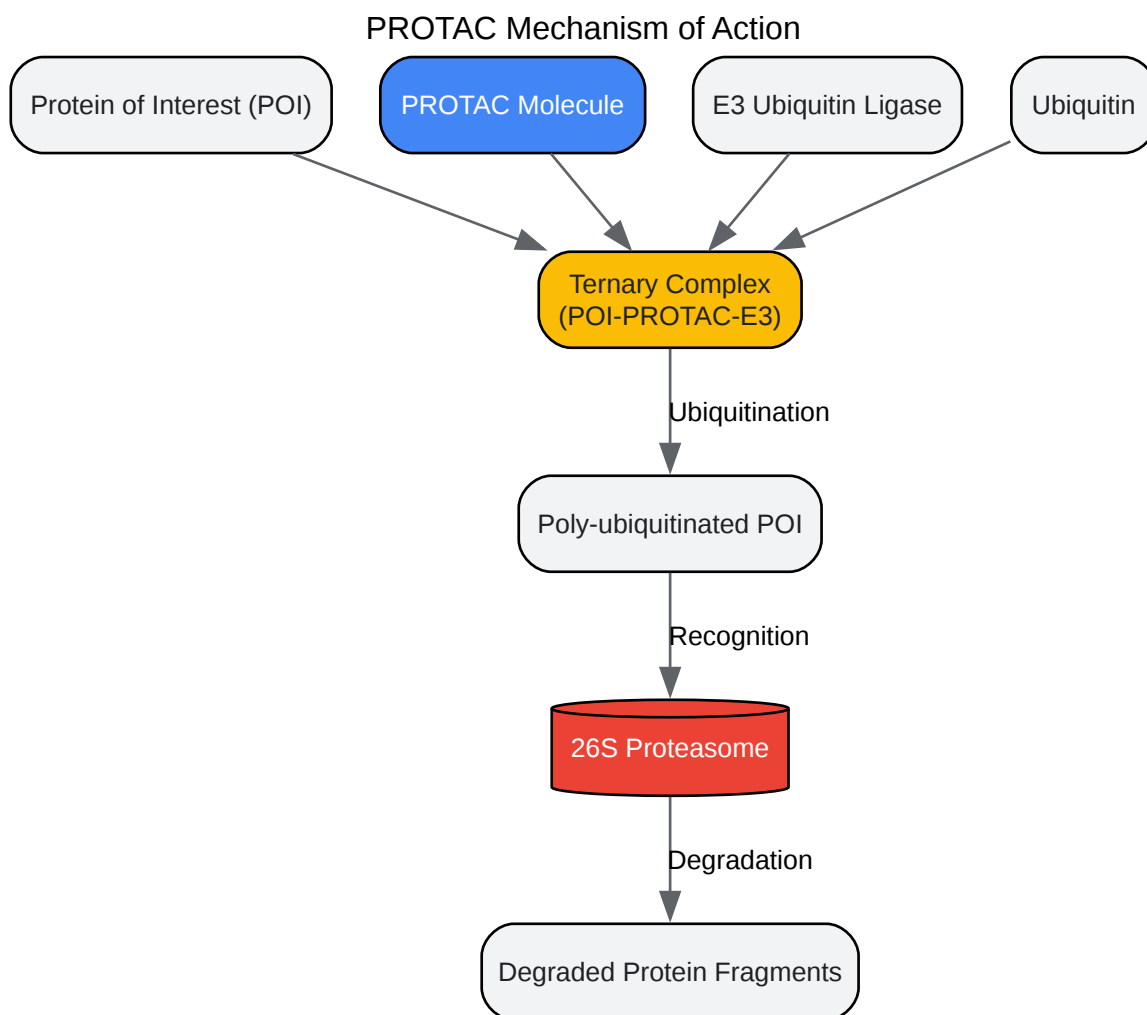 PROTAC Mechanism of Action
Protein of Interest (POI)
PROTAC Molecule
E3 Ubiquitin Ligase
Ubiquitin
Ternary Complex
(POI-PROTAC-E3)
Ubiquitination
Poly-ubiquitinated POI
Recognition
26S Proteasome
Degradation
Degraded Protein Fragments